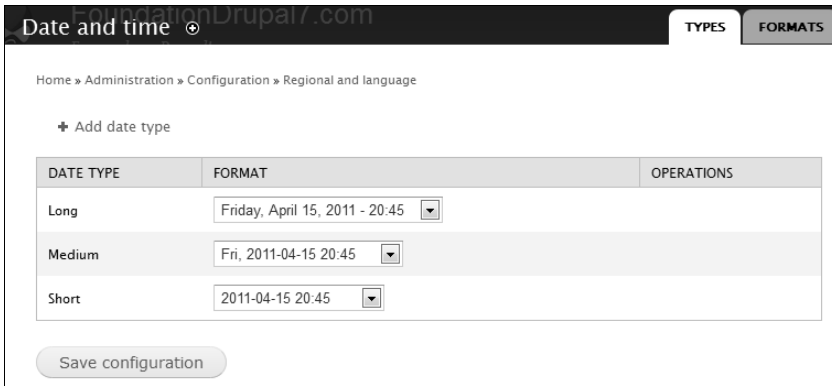 FoundationDrupal7.com
Date and time
TYPES
FORMATS
Home » Administration » Configuration » Regional and language
+ Add date type
DATE TYPE FORMAT OPERATIONS
Long Friday, April 15, 2011 - 20:45
Medium Fri, 2011-04-15 20:45
Short 2011-04-15 20:45
Save configuration